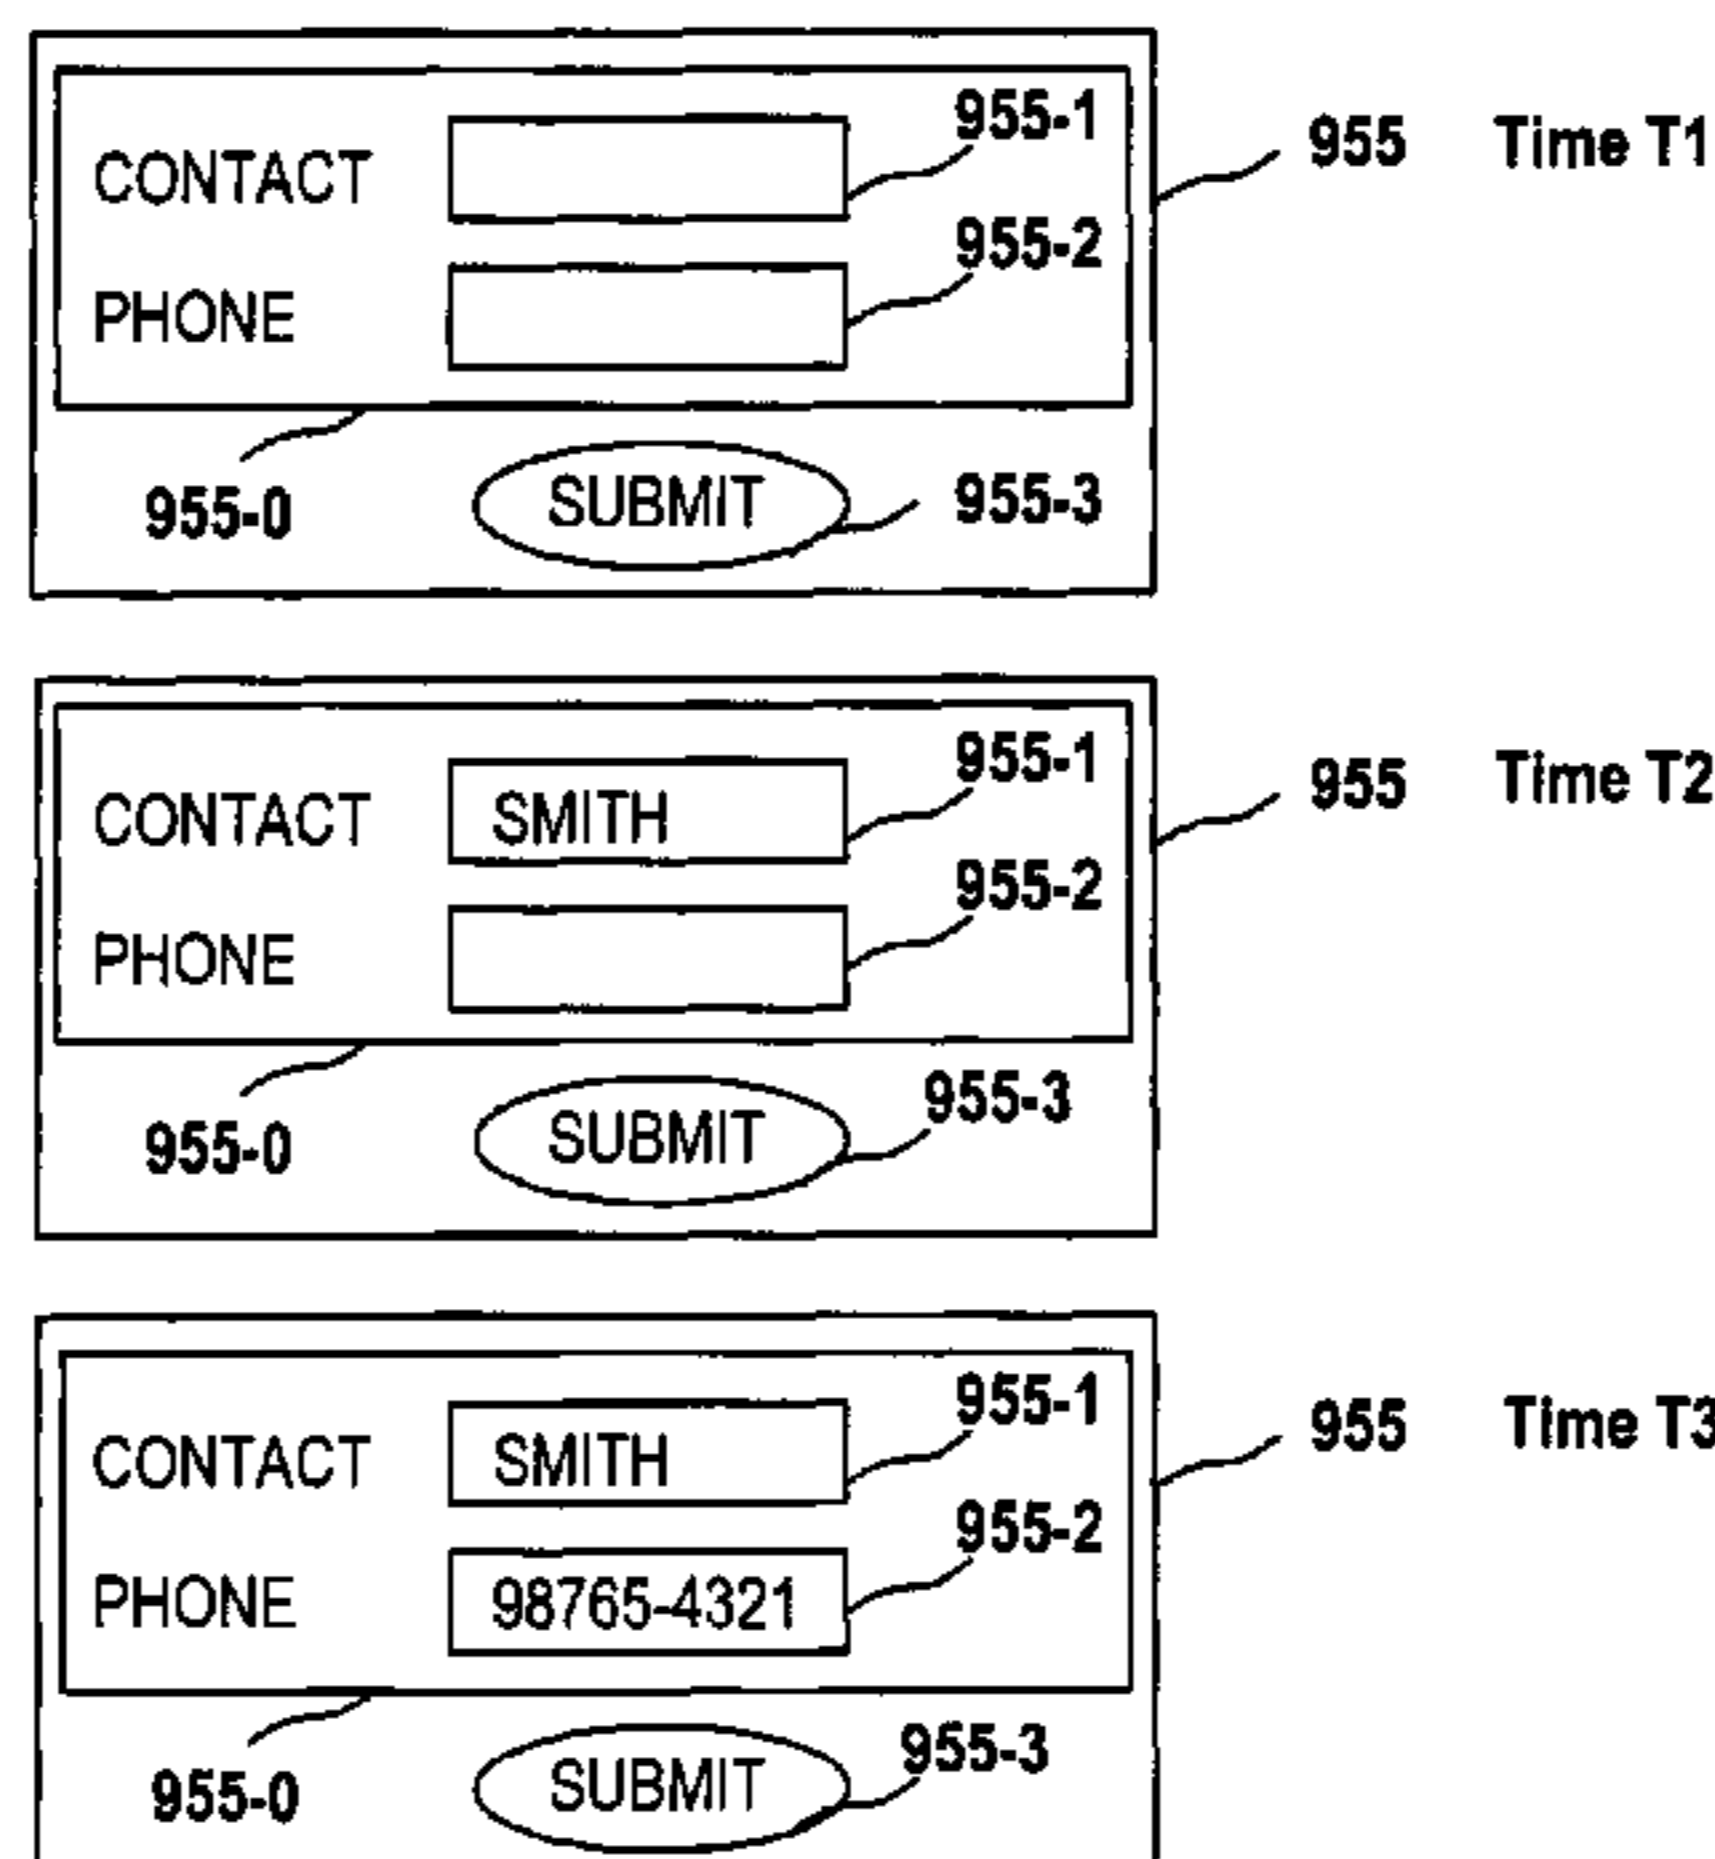 955-1
955 Time T1
CONTACT
955-2
PHONE
955-0 SUBMIT 955-3
955-1
955 Time T2
CONTACT SMITH
955-2
PHONE
955-3
955-0 SUBMIT
955-1
955 Time T3
CONTACT SMITH
955-2
PHONE 98765-4321
955-3
955-0 SUBMIT